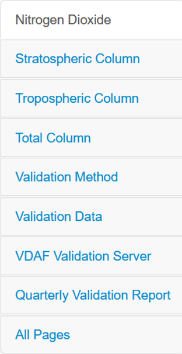 Nitrogen Dioxide
Stratospheric Column
Tropospheric Column
Total Column
Validation Method
Validation Data
VDAF Validation Server
Quarterly Validation Report
All Pages